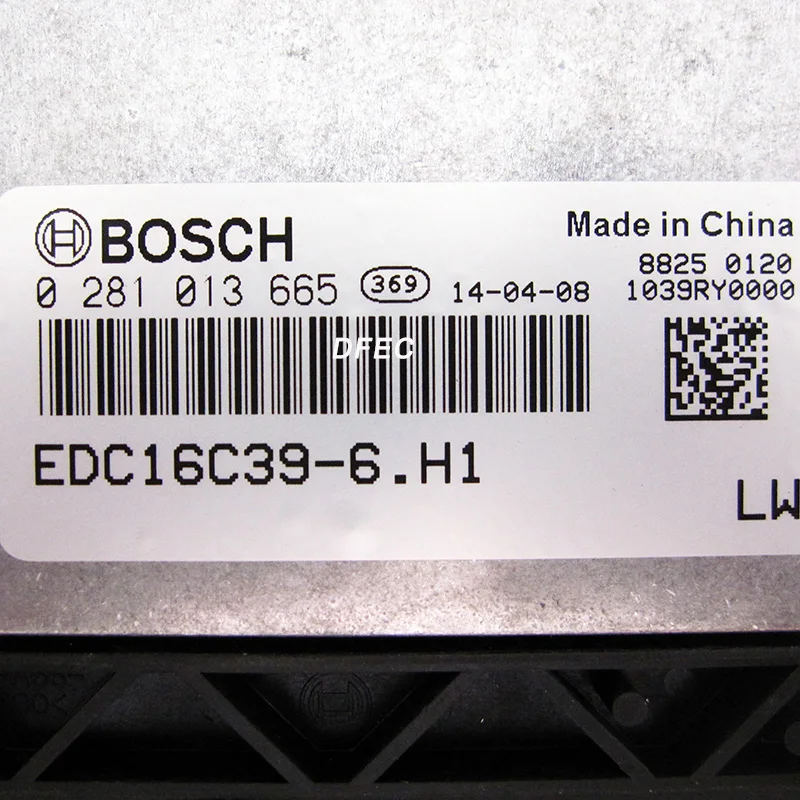 BOSCH
Made in China
0 281 013 665 369 14-04-08
8825 0120
1039RY0000
DFEC
EDC16C39-6.H1
LW